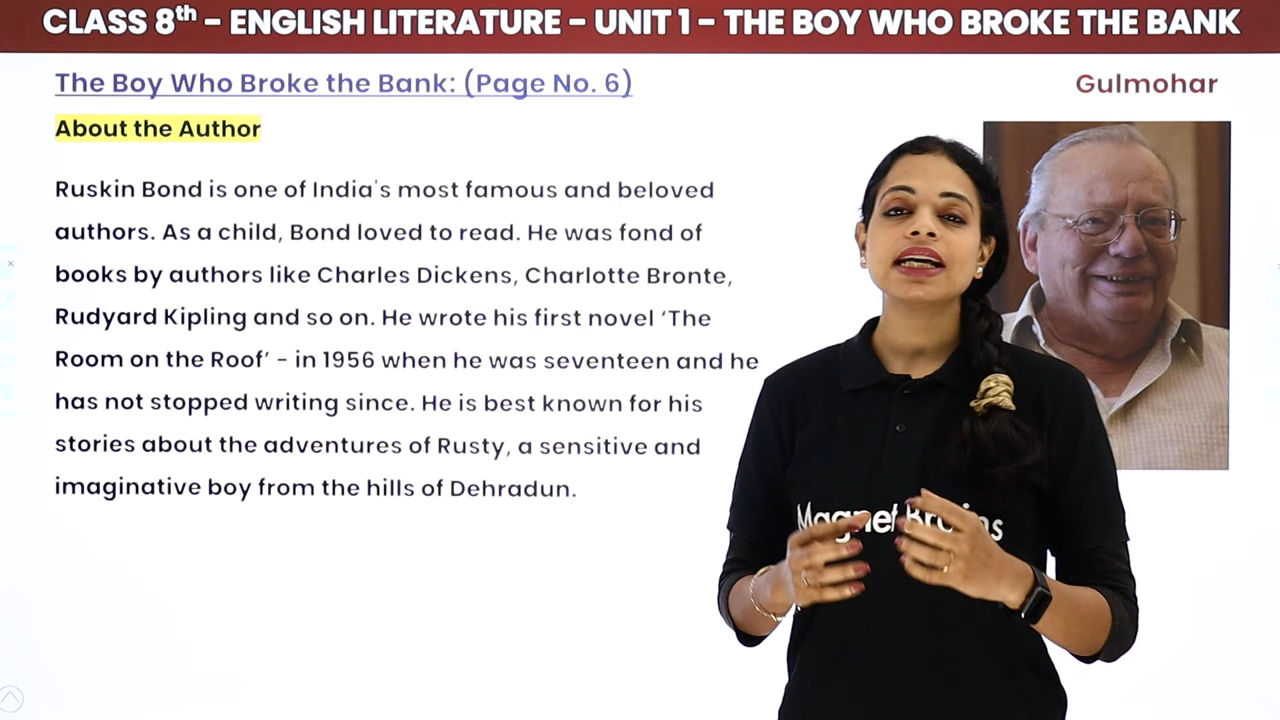 CLASS 8th - ENGLISH LITERATURE - UNIT 1 - THE BOY WHO BROKE THE BANK
The Boy Who Broke the Bank: (Page No. 6)
Gulmohar
About the Author
Ruskin Bond is one of India's most famous and beloved
authors. As a child, Bond loved to read. He was fond of
books by authors like Charles Dickens, Charlotte Bronte,
Rudyard Kipling and so on. He wrote his first novel ‘The
Room on the Roof’ - in 1956 when he was seventeen and he
has not stopped writing since. He is best known for his
stories about the adventures of Rusty, a sensitive and
imaginative boy from the hills of Dehradun.
Magnet Brains